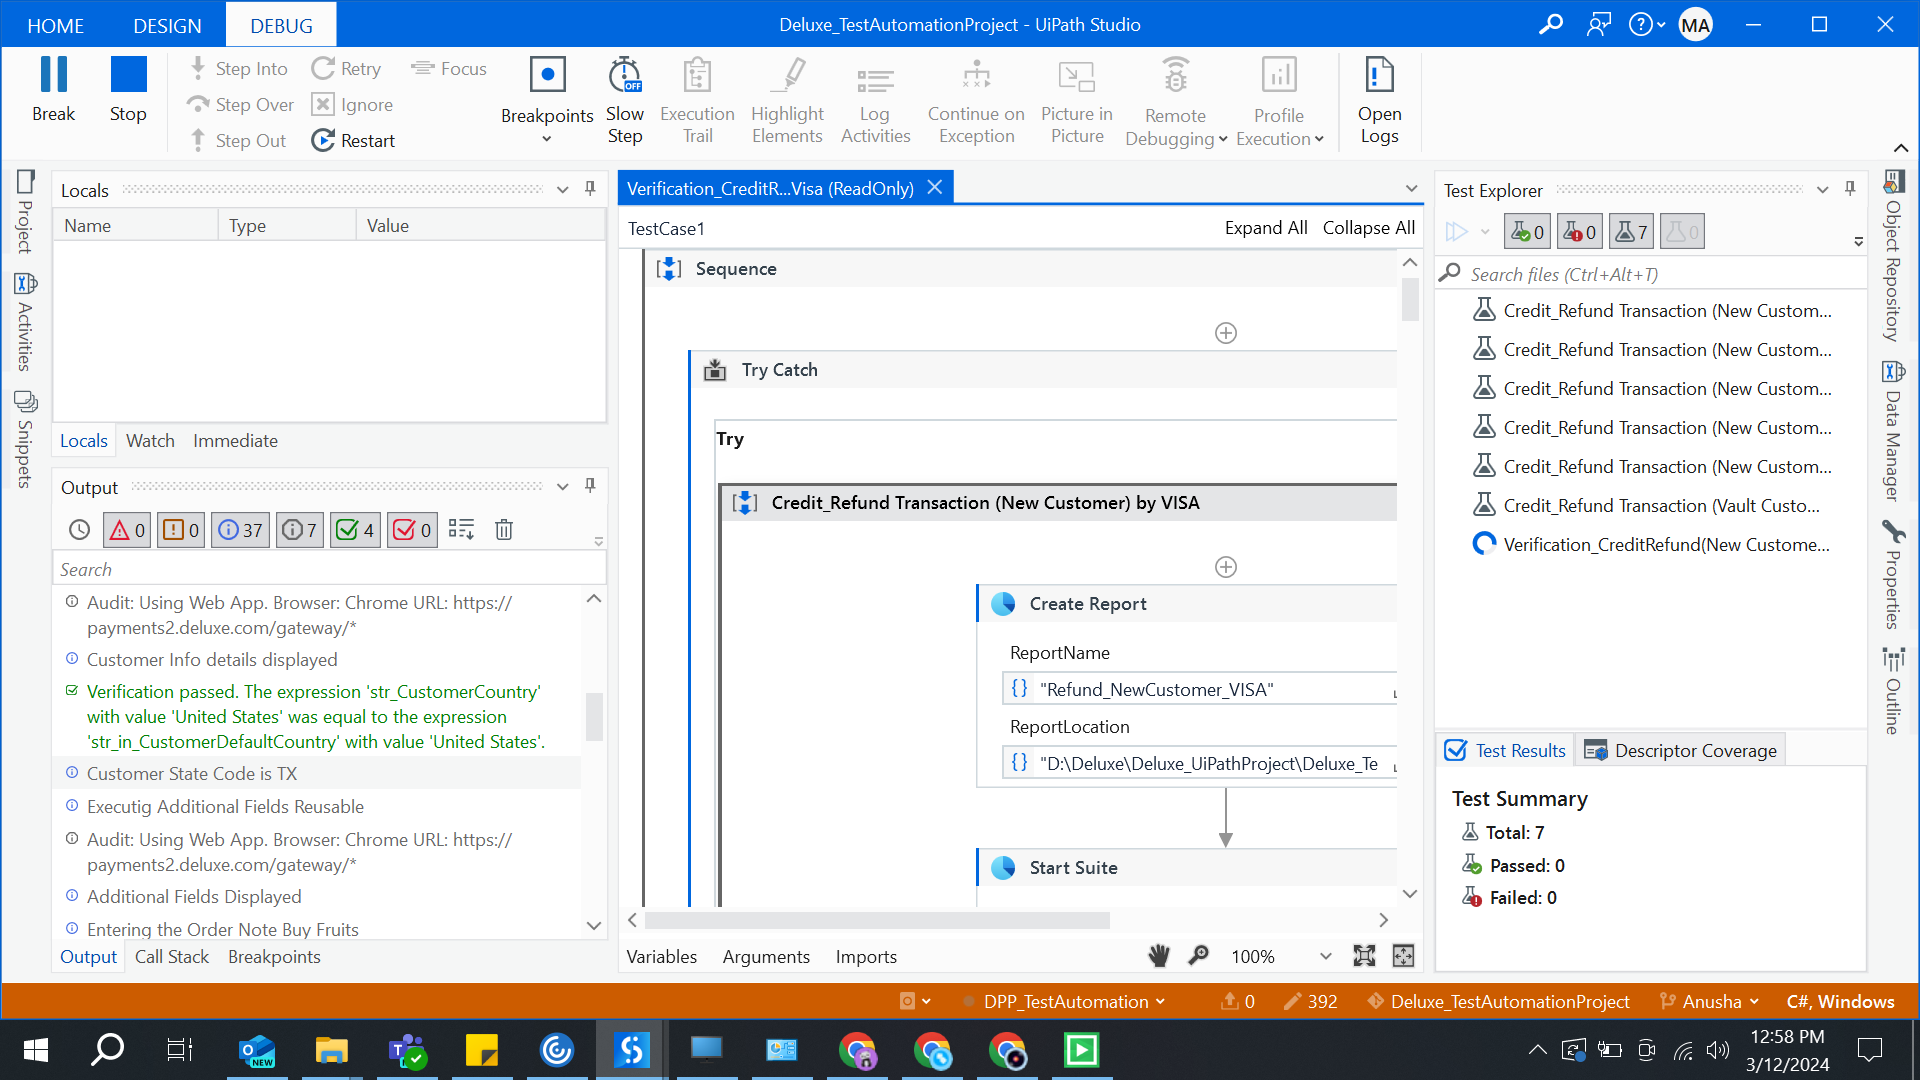 HOME DESIGN DEBUG Deluxe_TestAutomationProject - UiPath Studio MA
Break Stop Step Into Retry Focus
Step Over Ignore
Step Out Restart
Breakpoints Slow Step Execution Trail Highlight Elements Log Activities Continue on Exception Picture in Picture Remote Debugging Profile Execution Open Logs
OFF
Project
Activities
Snippets
Locals
Name Type Value
Locals Watch Immediate
Output
0 0 37 7 4 0
Search
Audit: Using Web App. Browser: Chrome URL: https://
payments2.deluxe.com/gateway/*
Customer Info details displayed
Verification passed. The expression 'str_CustomerCountry'
with value 'United States' was equal to the expression
'str_in_CustomerDefaultCountry' with value 'United States'.
Customer State Code is TX
Executig Additional Fields Reusable
Audit: Using Web App. Browser: Chrome URL: https://
payments2.deluxe.com/gateway/*
Additional Fields Displayed
Entering the Order Note Buy Fruits
Output Call Stack Breakpoints
Verification_CreditR...Visa (ReadOnly)
TestCase1 Expand All Collapse All
Sequence
Try Catch
Try
Credit_Refund Transaction (New Customer) by VISA
Create Report
ReportName
{} "Refund_NewCustomer_VISA"
ReportLocation
{} "D:\Deluxe\Deluxe_UiPathProject\Deluxe_Te
Start Suite
Variables Arguments Imports 100%
Test Explorer
0 0 7 0
Search files (Ctrl+Alt+T)
Credit_Refund Transaction (New Custom...
Credit_Refund Transaction (New Custom...
Credit_Refund Transaction (New Custom...
Credit_Refund Transaction (New Custom...
Credit_Refund Transaction (New Custom...
Credit_Refund Transaction (Vault Custo...
Verification_CreditRefund(New Custome...
Test Results Descriptor Coverage
Test Summary
Total: 7
Passed: 0
Failed: 0
Object Repository
Data Manager
Properties
Outline
DPP_TestAutomation 0 392 Deluxe_TestAutomationProject Anusha C#, Windows
NEW
12:58 PM
3/12/2024